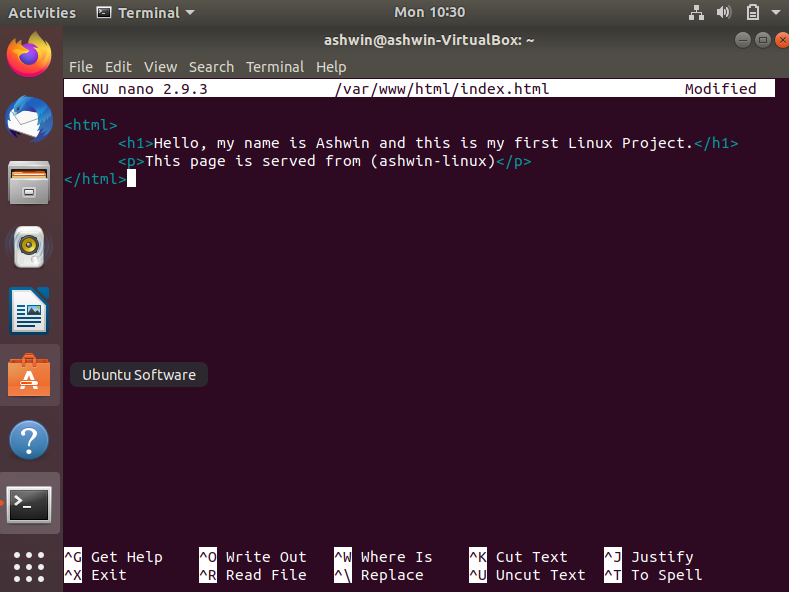 Activities Terminal Mon 10:30
ashwin@ashwin-VirtualBox: ~
File Edit View Search Terminal Help
GNU nano 2.9.3 /var/www/html/index.html Modified
<html>
<h1>Hello, my name is Ashwin and this is my first Linux Project.</h1>
<p>This page is served from (ashwin-linux)</p>
</html>
Ubuntu Software
^G Get Help ^O Write Out ^W Where Is ^K Cut Text ^J Justify
^X Exit ^R Read File ^\ Replace ^U Uncut Text ^T To Spell